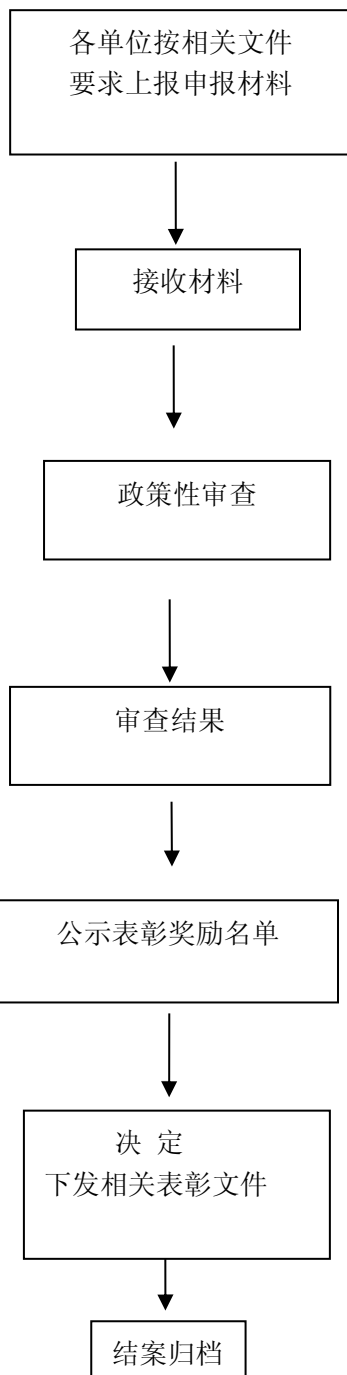 各单位按相关文件
要求上报申报材料
接收材料
政策性审查
审查结果
公示表彰奖励名单
决 定
下发相关表彰文件
结案归档